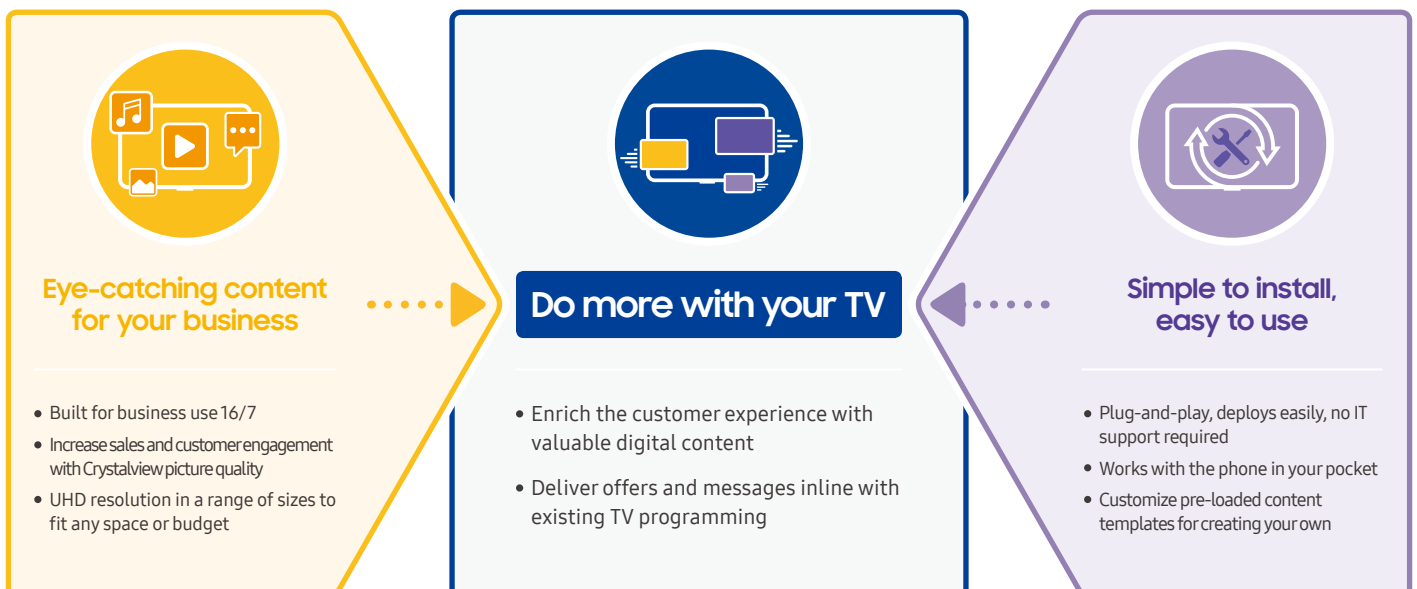 Eye-catching content
for your business
• Built for business use 16/7
• Increase sales and customer engagement
with Crystalview picture quality
• UHD resolution in a range of sizes to
fit any space or budget
Do more with your TV
• Enrich the customer experience with
valuable digital content
• Deliver offers and messages inline with
existing TV programming
Simple to install,
easy to use
• Plug-and-play, deploys easily, no IT
support required
• Works with the phone in your pocket
• Customize pre-loaded content
templates for creating your own